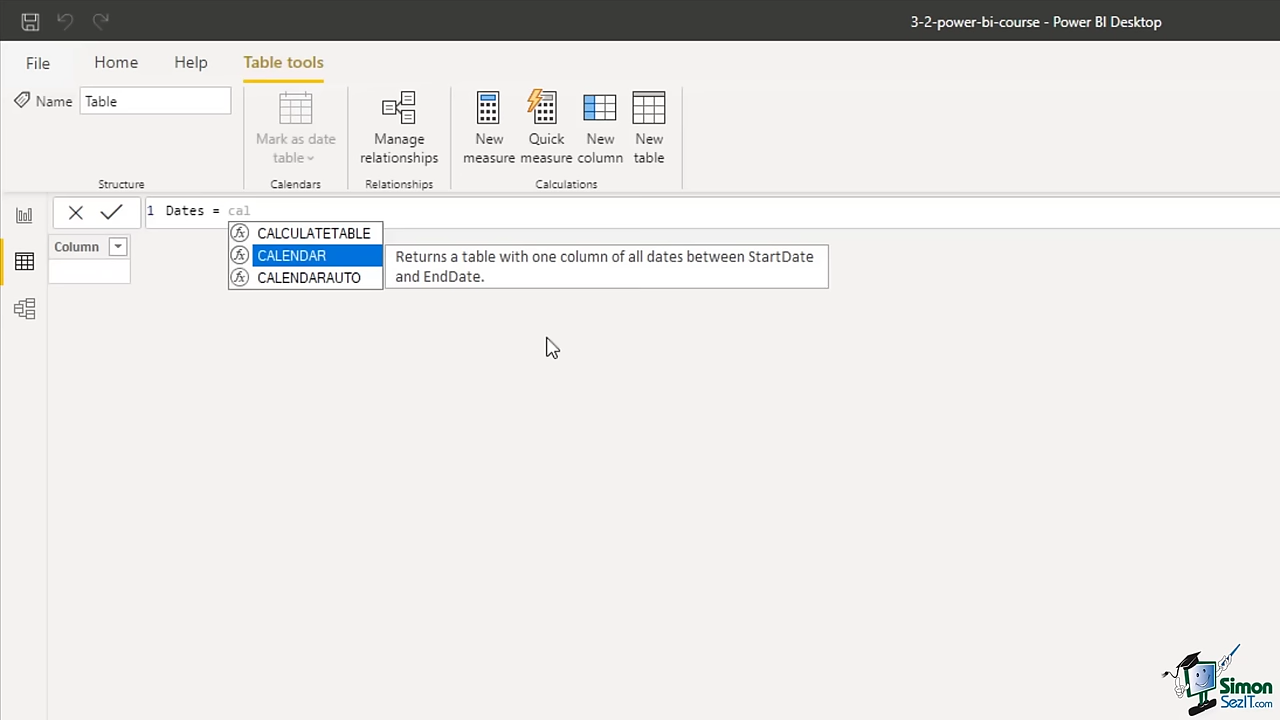 3-2-power-bi-course - Power BI Desktop
File Home Help Table tools
Name Table
Mark as date table
Manage relationships
New measure
Quick measure
New column
New table
Structure Calendars Relationships Calculations
1 Dates = cal
CALCULATETABLE
CALENDAR
CALENDARAUTO
Returns a table with one column of all dates between StartDate
and EndDate.
Column
Simon
SezIT.com